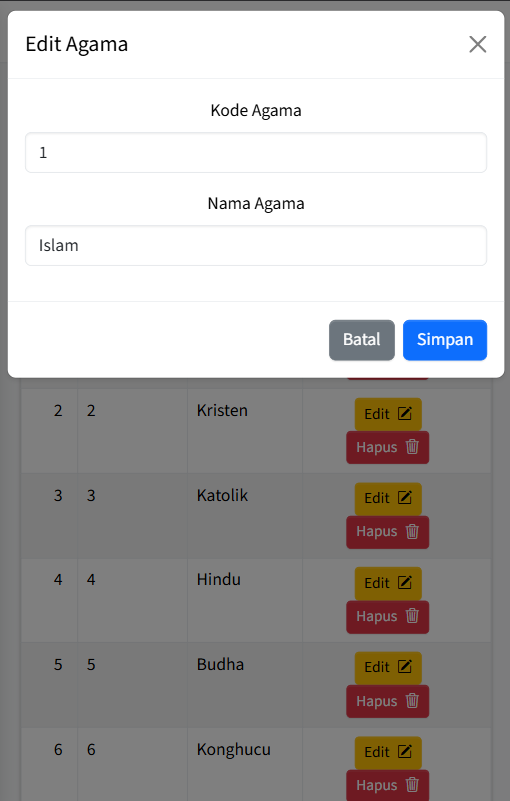 Edit Agama
Kode Agama
1
Nama Agama
Islam
Batal Simpan
2 2 Kristen Edit
Hapus
3 3 Katolik Edit
Hapus
4 4 Hindu Edit
Hapus
5 5 Budha Edit
Hapus
6 6 Konghucu Edit
Hapus